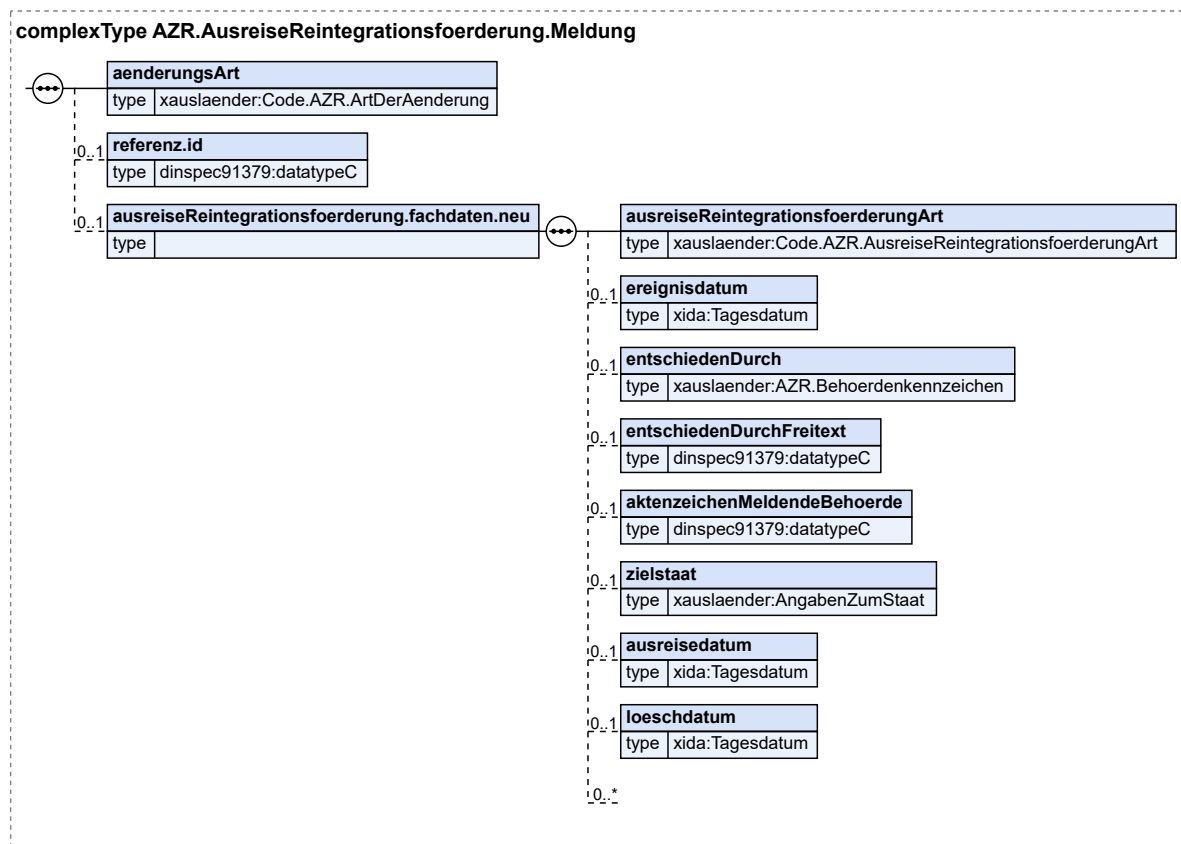 complexType AZR.AusreiseReintegrationsfoerderung.Meldung
aenderungsArt
type xauslaender:Code.AZR.ArtDerAenderung
0..1 referenz.id
type dinspec91379:datatypeC
0..1 ausreiseReintegrationsfoerderung.fachdaten.neu
type
ausreiseReintegrationsfoerderungArt
type xauslaender:Code.AZR.AusreiseReintegrationsfoerderungArt
0..1 ereignisdatum
type xida:Tagesdatum
0..1 entschiedenDurch
type xauslaender:AZR.Behoerdenkennzeichen
0..1 entschiedenDurchFreitext
type dinspec91379:datatypeC
0..1 aktenzeichenMeldendeBehoerde
type dinspec91379:datatypeC
0..1 zielstaat
type xauslaender:AngabenZumStaat
0..1 ausreisedatum
type xida:Tagesdatum
0..1 loeschdatum
type xida:Tagesdatum
0..*